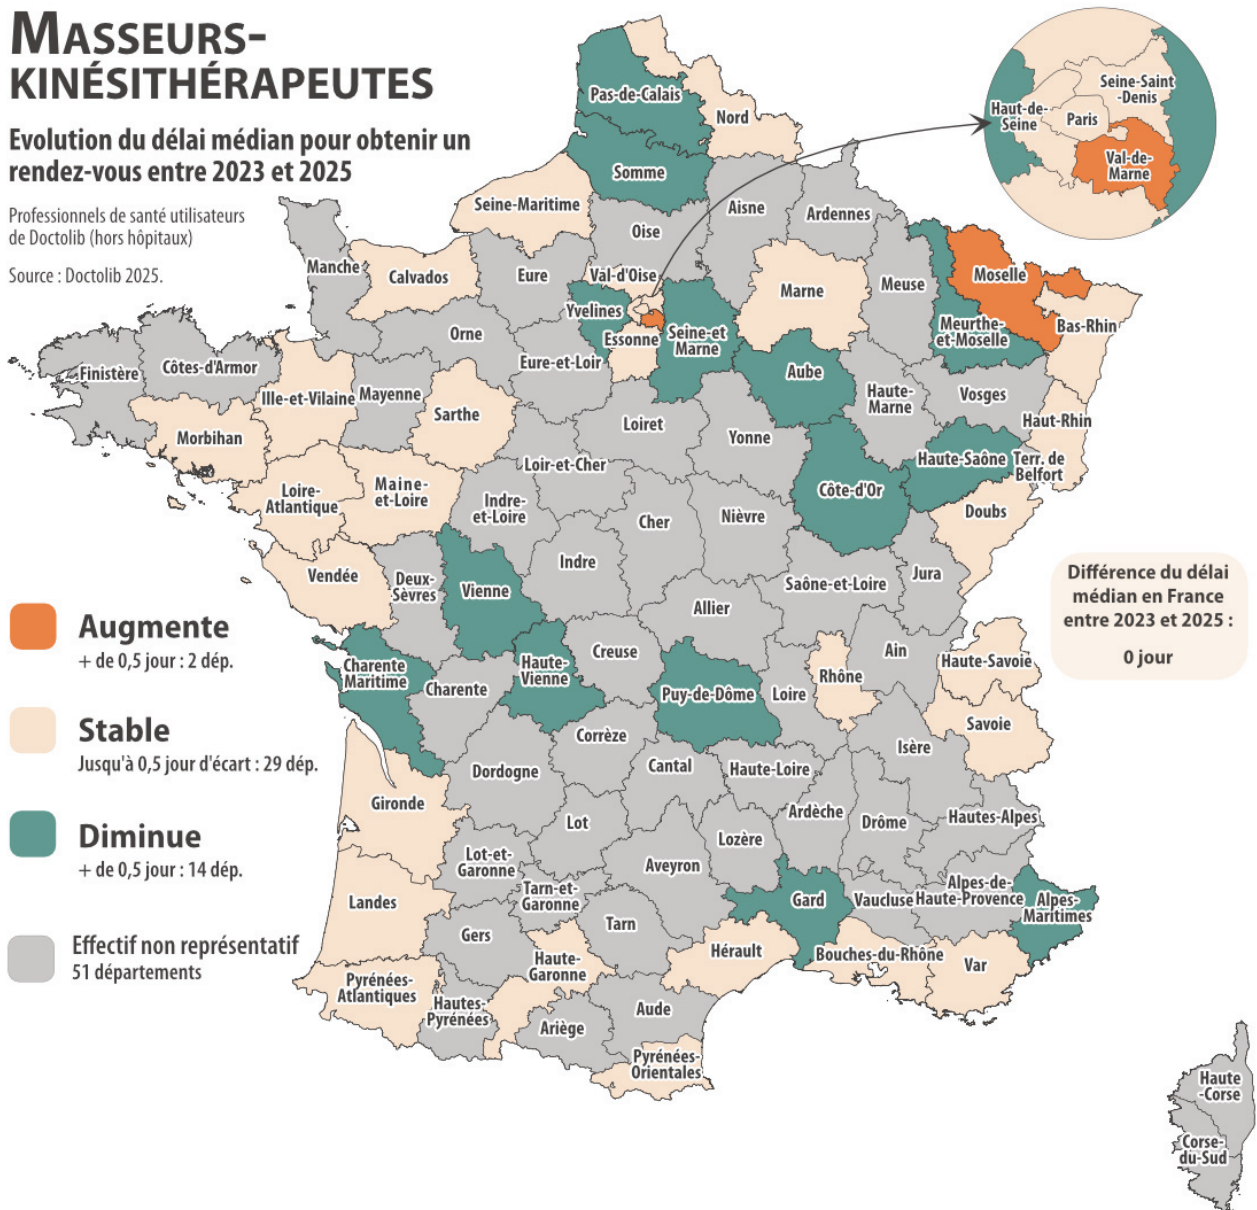 MASSEURS-
KINÉSITHÉRAPEUTES
Evolution du délai médian pour obtenir un
rendez-vous entre 2023 et 2025
Professionnels de santé utilisateurs
de Doctolib (hors hôpitaux)
Source : Doctolib 2025.
Haut-de-
Seine
Paris
Seine-Saint
-Denis
Val-de-
Marne
Pas-de-Calais
Nord
Somme
Seine-Maritime
Oise
Aisne
Ardennes
Manche
Calvados
Eure
Val-d'Oise
Marne
Meuse
Moselle
Yvelines
Essonne
Seine-et
Marne
Meurthe-
et-Moselle
Bas-Rhin
Orne
Eure-et-Loir
Aube
Haute-
Marne
Vosges
Finistère
Côtes-d'Armor
Ille-et-Vilaine
Mayenne
Sarthe
Loiret
Yonne
Haut-Rhin
Morbihan
Loir-et-Cher
Haute-Saône
Terr. de
Belfort
Loire-
Atlantique
Maine-
et-Loire
Indre-
et-Loire
Cher
Nièvre
Côte-d'Or
Doubs
Vendée
Deux-
Sèvres
Vienne
Indre
Saône-et-Loire
Jura
Allier
Différence du délai
médian en France
entre 2023 et 2025 :
0 jour
Augmente
+ de 0,5 jour : 2 dép.
Stable
Jusqu'à 0,5 jour d'écart : 29 dép.
Diminue
+ de 0,5 jour : 14 dép.
Effectif non représentatif
51 départements
Charente
Maritime
Charente
Haute-
Vienne
Creuse
Puy-de-Dôme
Loire
Rhône
Ain
Haute-Savoie
Savoie
Isère
Corrèze
Dordogne
Cantal
Haute-Loire
Gironde
Lot
Lozère
Ardèche
Drôme
Hautes-Alpes
Lot-et-
Garonne
Aveyron
Landes
Tarn-et-
Garonne
Tarn
Gard
Vaucluse
Alpes-de-
Haute-Provence
Alpes-
Maritimes
Gers
Haute-
Garonne
Hérault
Bouches-du-Rhône
Var
Pyrénées-
Atlantiques
Hautes-
Pyrénées
Ariège
Aude
Pyrénées-
Orientales
Haute
-Corse
Corse-
du-Sud